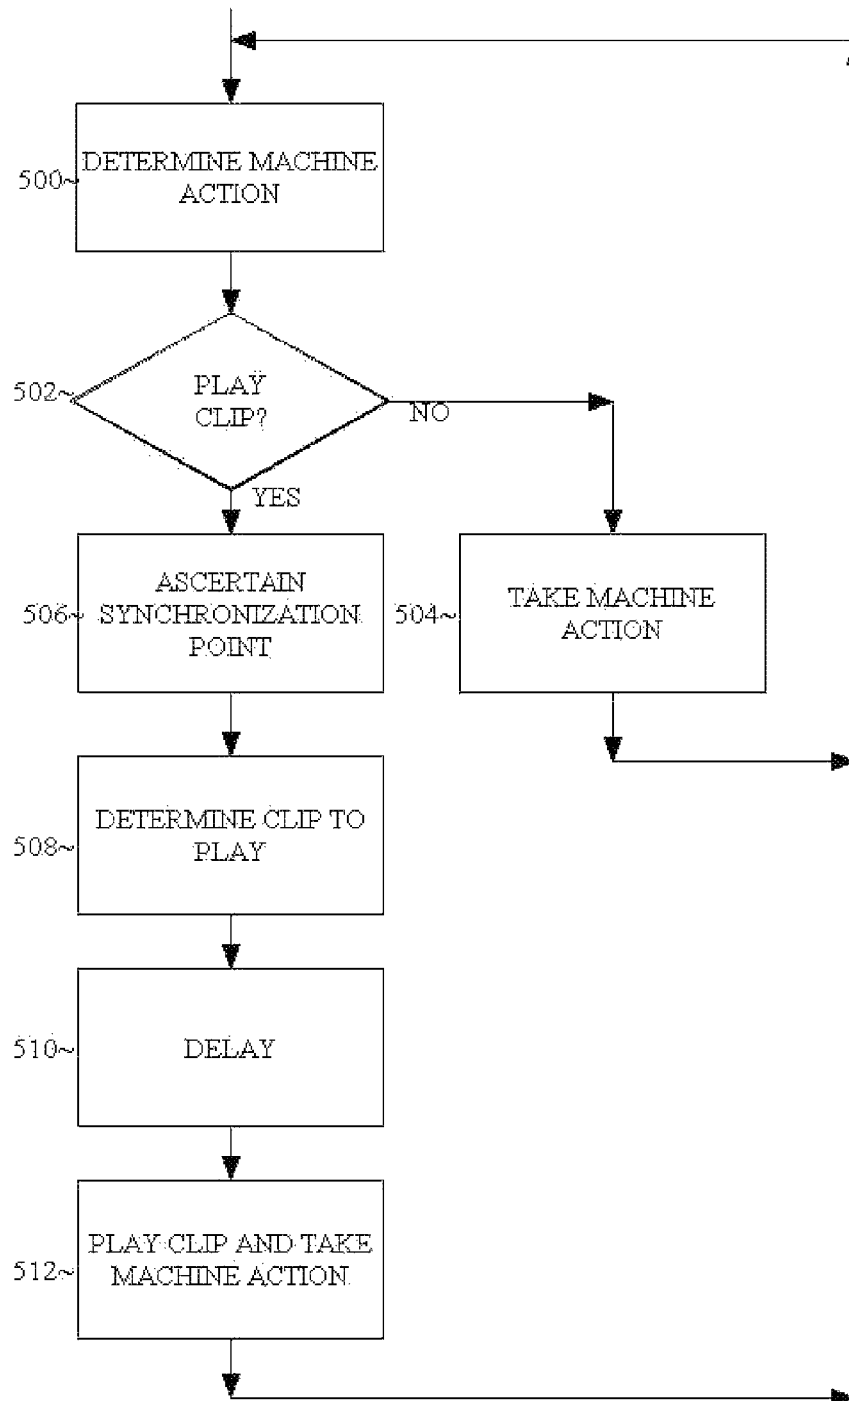 500~
DETERMINE MACHINE
ACTION
502~
PLAY
CLIP?
NO
YES
506~
ASCERTAIN
SYNCHRONIZATION
POINT
504~
TAKE MACHINE
ACTION
508~
DETERMINE CLIP TO
PLAY
510~
DELAY
512~
PLAY CLIP AND TAKE
MACHINE ACTION